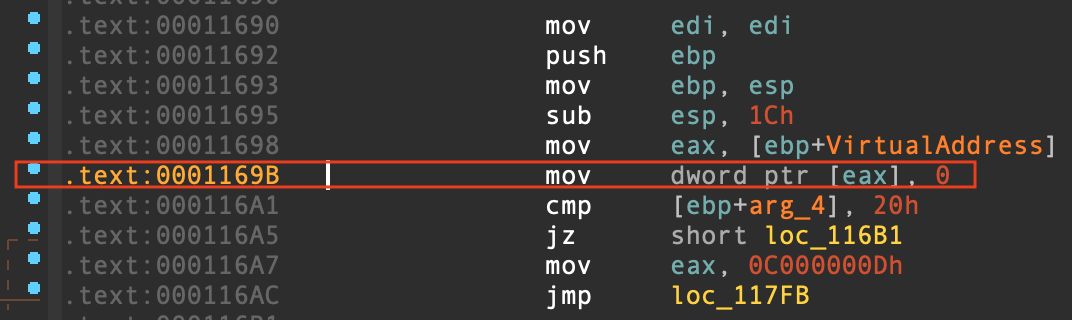 .text:00011690 mov edi, edi
.text:00011692 push ebp
.text:00011693 mov ebp, esp
.text:00011695 sub esp, 1Ch
.text:00011698 mov eax, [ebp+VirtualAddress]
.text:0001169B mov dword ptr [eax], 0
.text:000116A1 cmp [ebp+arg_4], 20h
.text:000116A5 jz short loc_116B1
.text:000116A7 mov eax, 0C000000Dh
.text:000116AC jmp loc_117FB